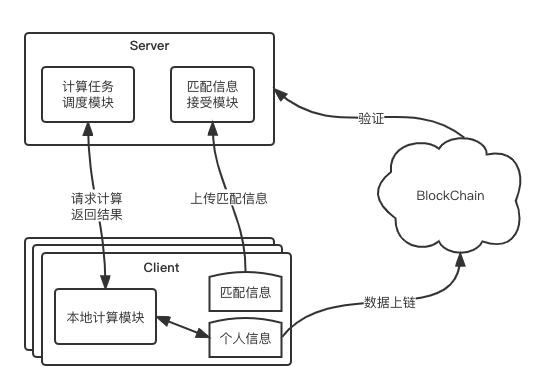 Server
计算任务
调度模块
匹配信息
接受模块
验证
BlockChain
请求计算
返回结果
上传匹配信息
Client
匹配信息
本地计算模块
个人信息
数据上链